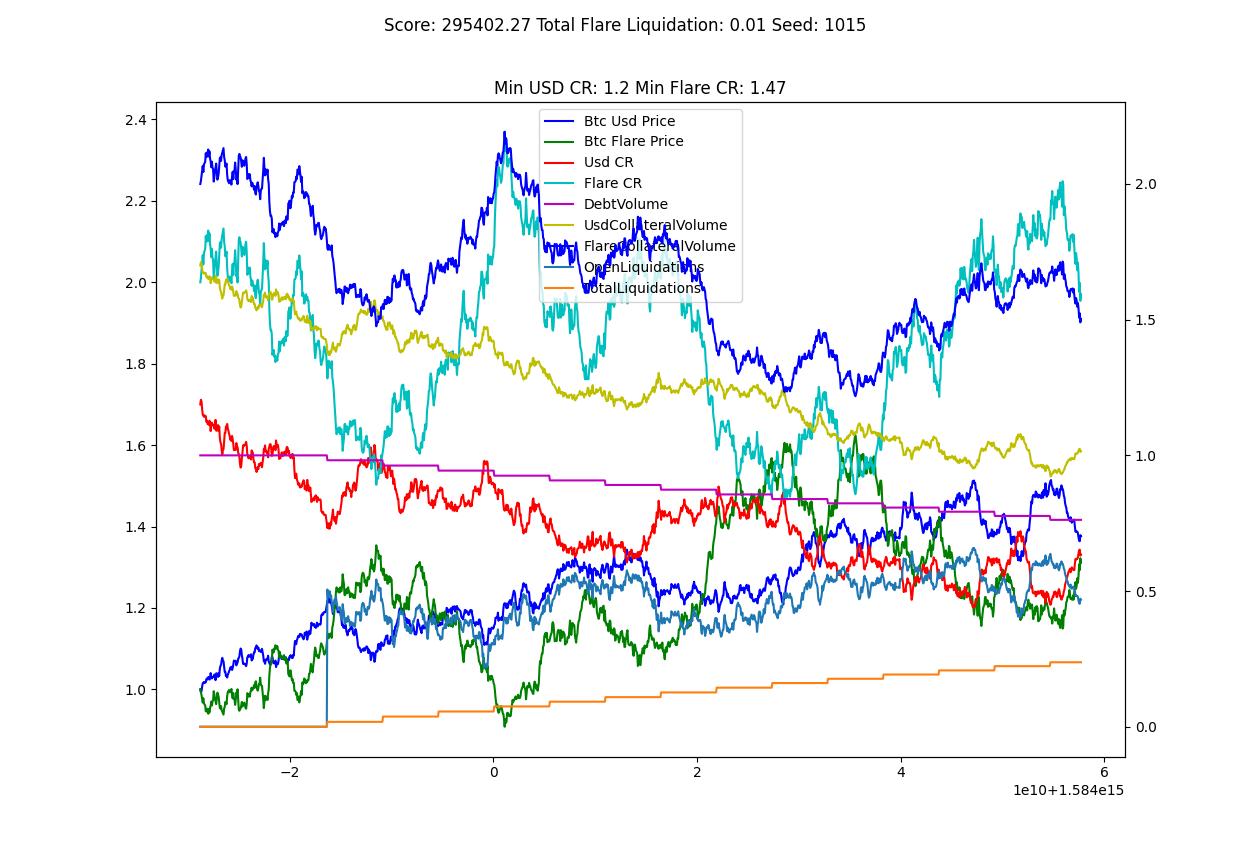 Score: 295402.27 Total Flare Liquidation: 0.01 Seed: 1015
Min USD CR: 1.2 Min Flare CR: 1.47
Btc Usd Price
Btc Flare Price
Usd CR
Flare CR
DebtVolume
UsdCollateralVolume
FlareCollateralVolume
OpenLiquidations
TotalLiquidations
2.4
2.2
2.0
1.8
1.6
1.4
1.2
1.0
2.0
1.5
1.0
0.5
0.0
−2 0 2 4 6
1e10+1.584e15